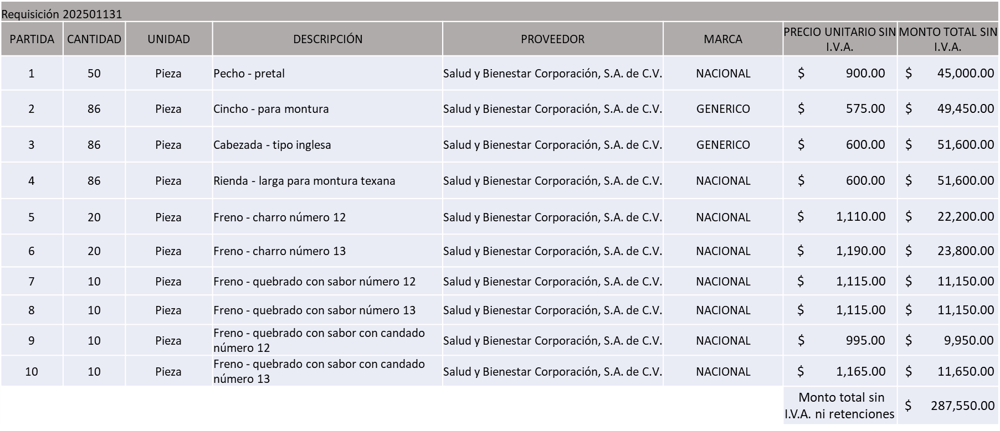 Requisición 202501131
PARTIDA CANTIDAD UNIDAD DESCRIPCIÓN PROVEEDOR MARCA PRECIO UNITARIO SIN I.V.A. MONTO TOTAL SIN I.V.A.
1 50 Pieza Pecho - pretal Salud y Bienestar Corporación, S.A. de C.V. NACIONAL $ 900.00 $ 45,000.00
2 86 Pieza Cincho - para montura Salud y Bienestar Corporación, S.A. de C.V. GENERICO $ 575.00 $ 49,450.00
3 86 Pieza Cabezada - tipo inglesa Salud y Bienestar Corporación, S.A. de C.V. GENERICO $ 600.00 $ 51,600.00
4 86 Pieza Rienda - larga para montura texana Salud y Bienestar Corporación, S.A. de C.V. NACIONAL $ 600.00 $ 51,600.00
5 20 Pieza Freno - charro número 12 Salud y Bienestar Corporación, S.A. de C.V. NACIONAL $ 1,110.00 $ 22,200.00
6 20 Pieza Freno - charro número 13 Salud y Bienestar Corporación, S.A. de C.V. NACIONAL $ 1,190.00 $ 23,800.00
7 10 Pieza Freno - quebrado con sabor número 12 Salud y Bienestar Corporación, S.A. de C.V. NACIONAL $ 1,115.00 $ 11,150.00
8 10 Pieza Freno - quebrado con sabor número 13 Salud y Bienestar Corporación, S.A. de C.V. NACIONAL $ 1,115.00 $ 11,150.00
9 10 Pieza Freno - quebrado con sabor con candado número 12 Salud y Bienestar Corporación, S.A. de C.V. NACIONAL $ 995.00 $ 9,950.00
10 10 Pieza Freno - quebrado con sabor con candado número 13 Salud y Bienestar Corporación, S.A. de C.V. NACIONAL $ 1,165.00 $ 11,650.00
Monto total sin I.V.A. ni retenciones $ 287,550.00